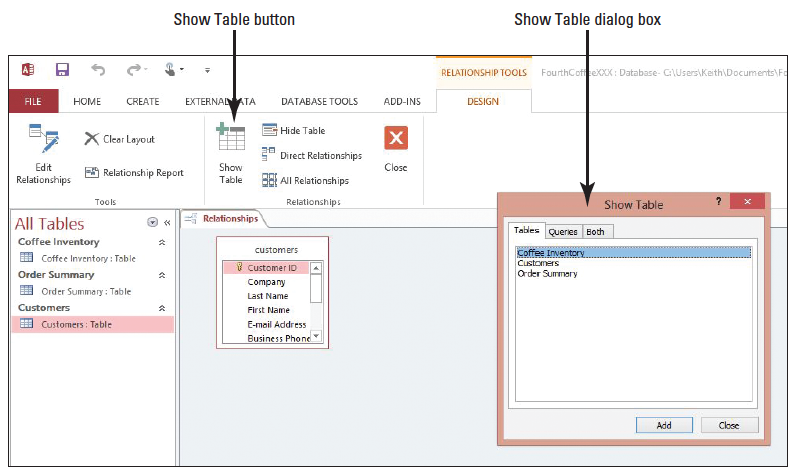 Show Table button
Show Table dialog box
RELATIONSHIP TOOLS
FourthCoffeeXXX : Database- C:\Users\Keith\Documents\Fo
FILE
HOME
CREATE
EXTERNAL DATA
DATABASE TOOLS
ADD-INS
DESIGN
Edit Relationships
Clear Layout
Relationship Report
Tools
Show Table
Hide Table
Direct Relationships
All Relationships
Relationships
Close
All Tables
Coffee Inventory
Coffee Inventory : Table
Order Summary
Order Summary : Table
Customers
Customers : Table
Relationships
customers
Customer ID
Company
Last Name
First Name
E-mail Address
Business Phone
Show Table
?
Tables
Queries
Both
Coffee Inventory
Customers
Order Summary
Add
Close